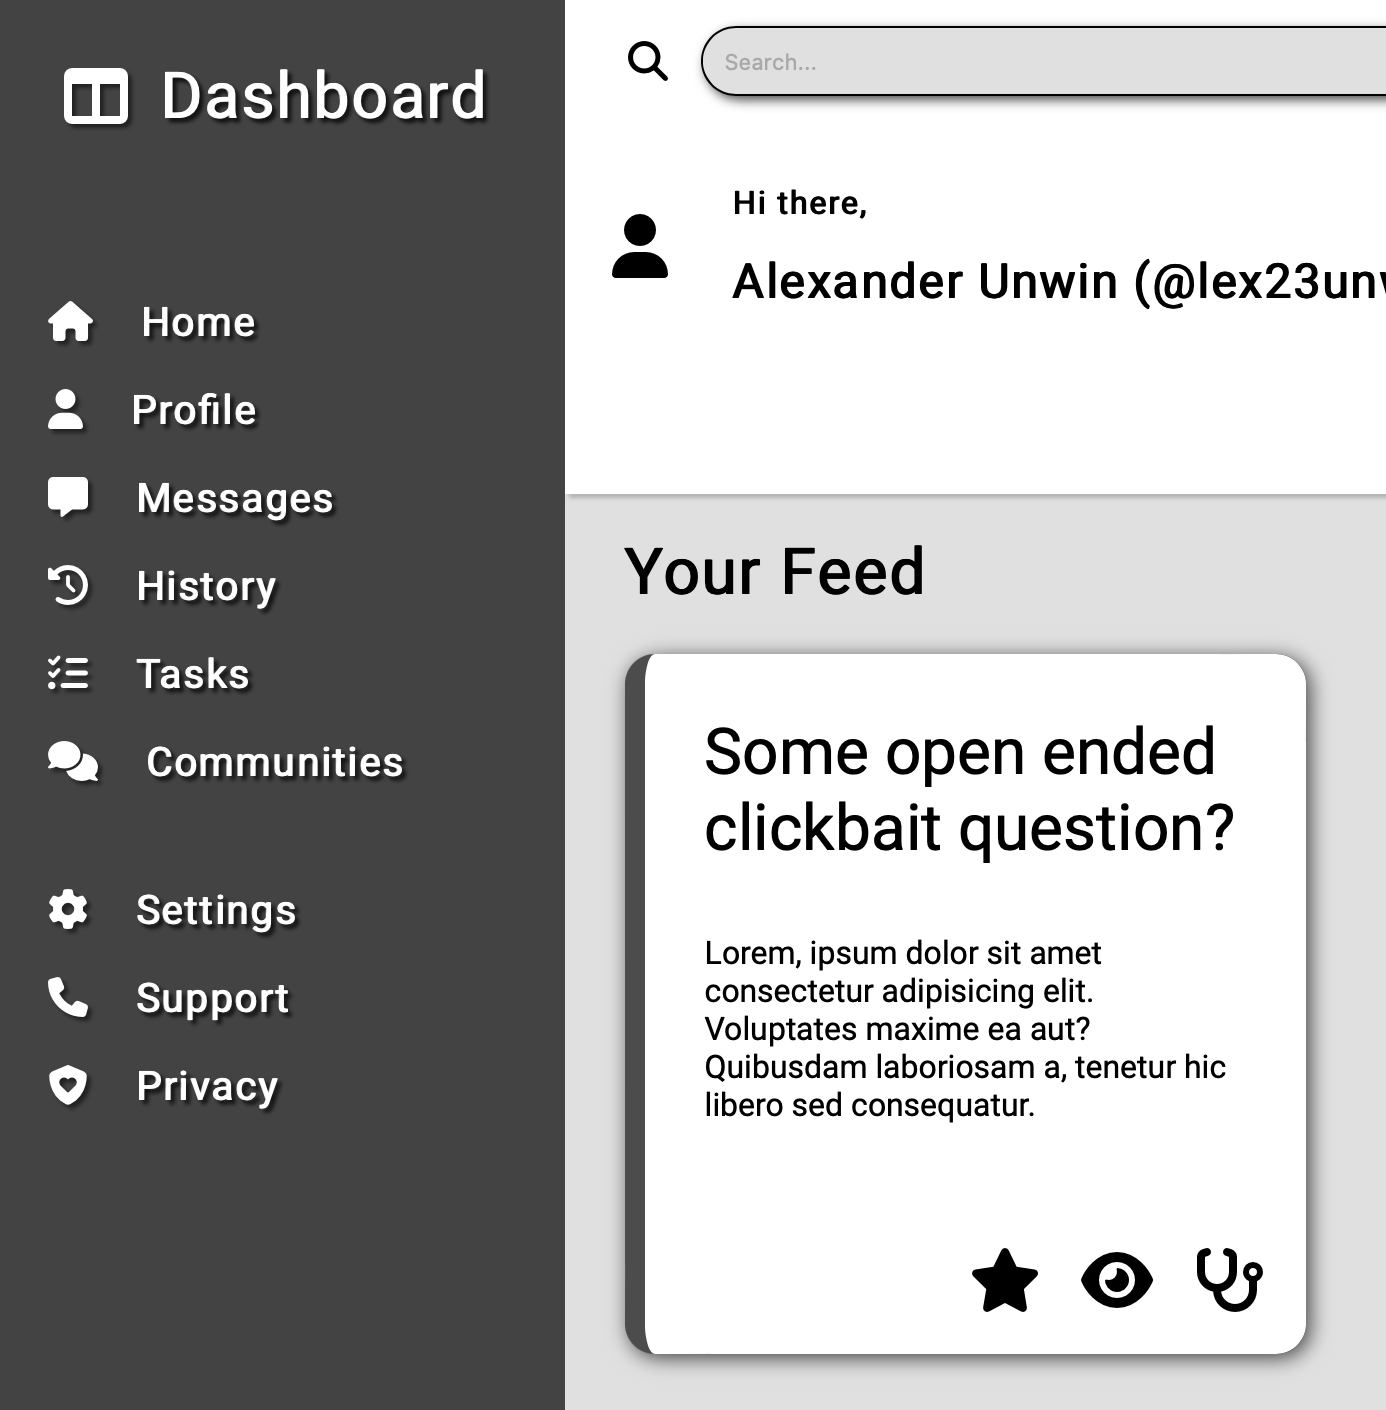 Dashboard
Home
Profile
Messages
History
Tasks
Communities
Settings
Support
Privacy
Search...
Hi there,
Alexander Unwin
Your Feed
Some open ended
clickbait question?
Lorem, ipsum dolor sit amet
consectetur adipisicing elit.
Voluptates maxime ea aut?
Quibusdam laboriosam a, tenetur hic
libero sed consequatur.